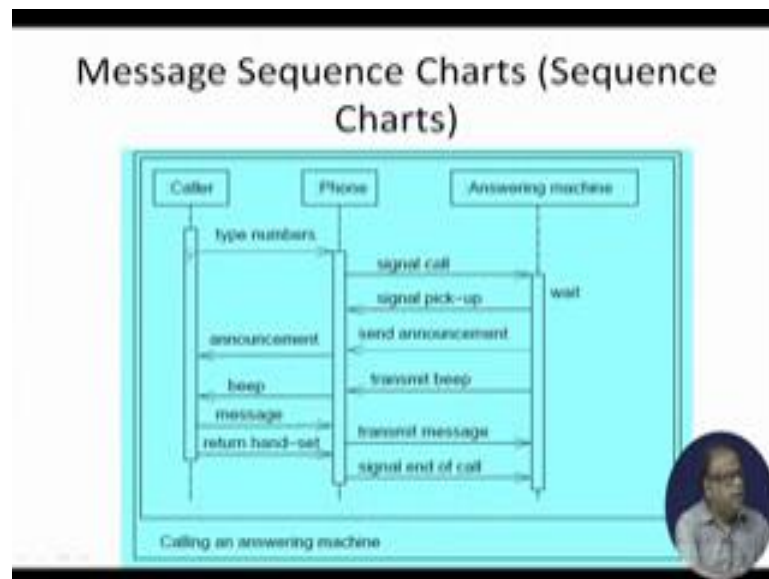 Message Sequence Charts (Sequence
Charts)
Caller
Phone
Answering machine
type numbers
signal call
wait
signal pick-up
send announcement
announcement
transmit beep
beep
message
transmit message
return hand-set
signal end of call
Calling an answering machine